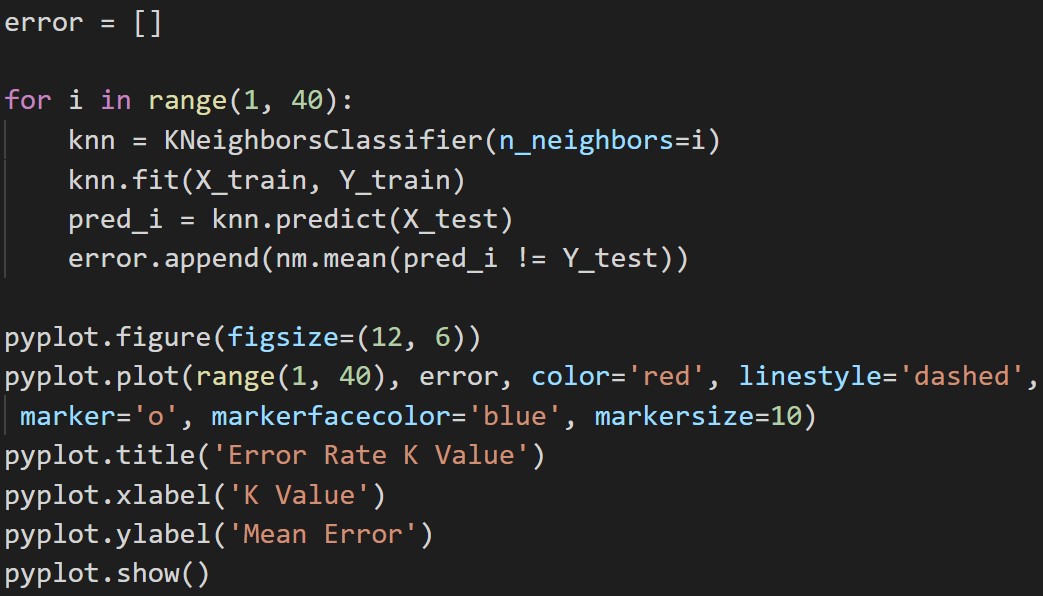 error = []
for i in range(1, 40):
    knn = KNeighborsClassifier(n_neighbors=i)
    knn.fit(X_train, Y_train)
    pred_i = knn.predict(X_test)
    error.append(nm.mean(pred_i != Y_test))
pyplot.figure(figsize=(12, 6))
pyplot.plot(range(1, 40), error, color='red', linestyle='dashed',
 marker='o', markerfacecolor='blue', markersize=10)
pyplot.title('Error Rate K Value')
pyplot.xlabel('K Value')
pyplot.ylabel('Mean Error')
pyplot.show()